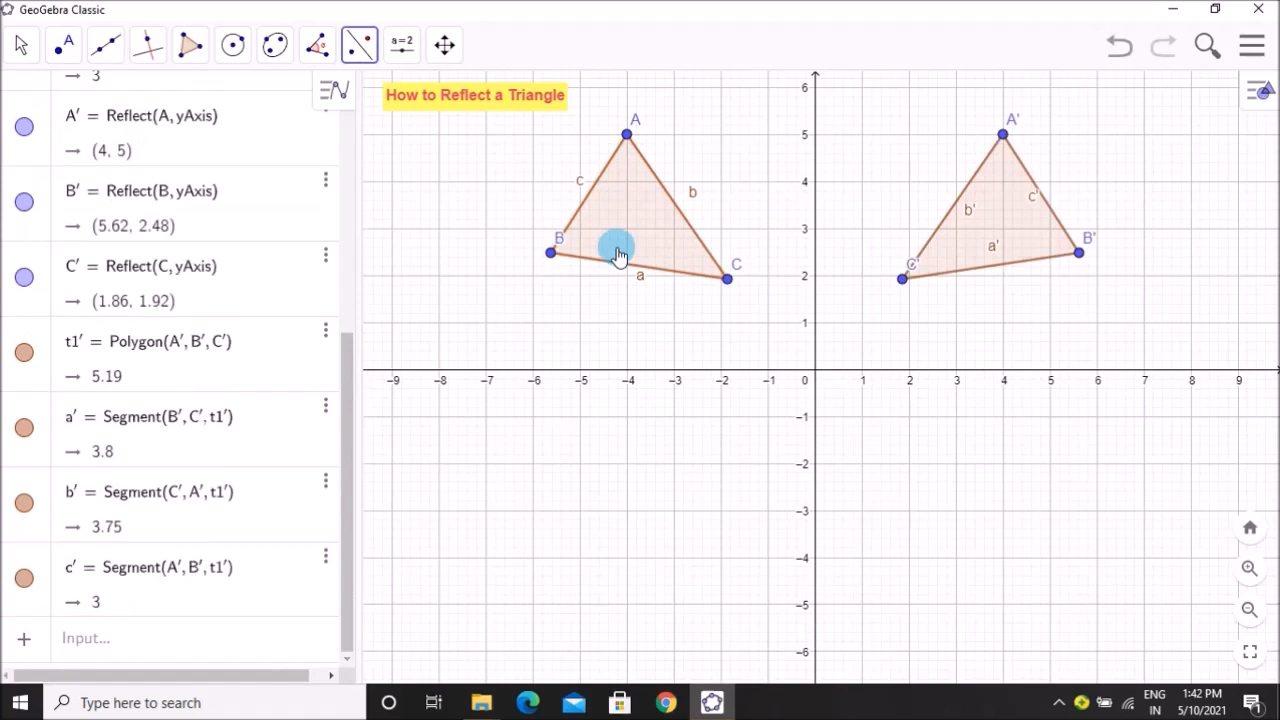 GeoGebra Classic
A
a=2
→ 3
A′ = Reflect(A, yAxis)
→ (4, 5)
B′ = Reflect(B, yAxis)
→ (5.62, 2.48)
C′ = Reflect(C, yAxis)
→ (1.86, 1.92)
t1′ = Polygon(A′, B′, C′)
→ 5.19
a′ = Segment(B′, C′, t1′)
→ 3.8
b′ = Segment(C′, A′, t1′)
→ 3.75
c′ = Segment(A′, B′, t1′)
→ 3
+ Input...
How to Reflect a Triangle
A
c
b
B
C
a
A'
c'
b'
B'
a'
C'
6
5
4
3
2
1
−9 −8 −7 −6 −5 −4 −3 −2 −1 0 1 2 3 4 5 6 7 8 9
−1
−2
−3
−4
−5
−6
Type here to search
ENG
IN
1:42 PM
5/10/2021
1